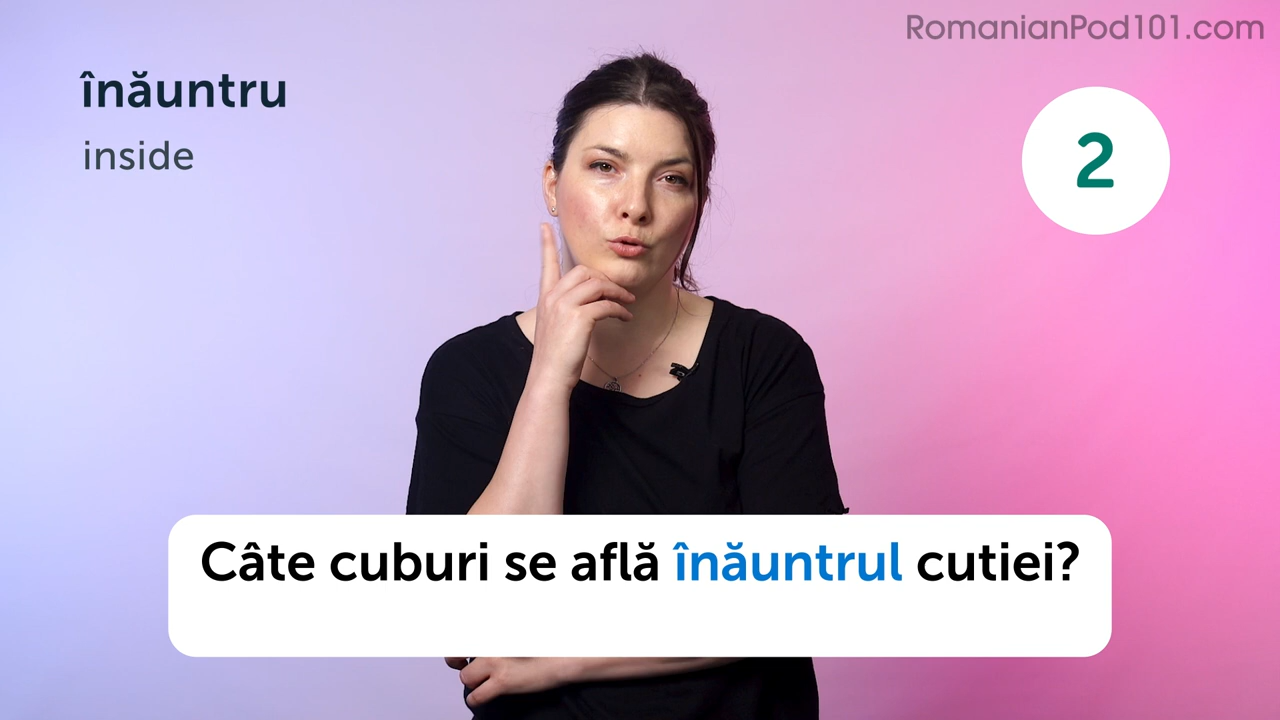 RomanianPod101.com
înăuntru
inside
2
Câte cuburi se află înăuntrul cutiei?